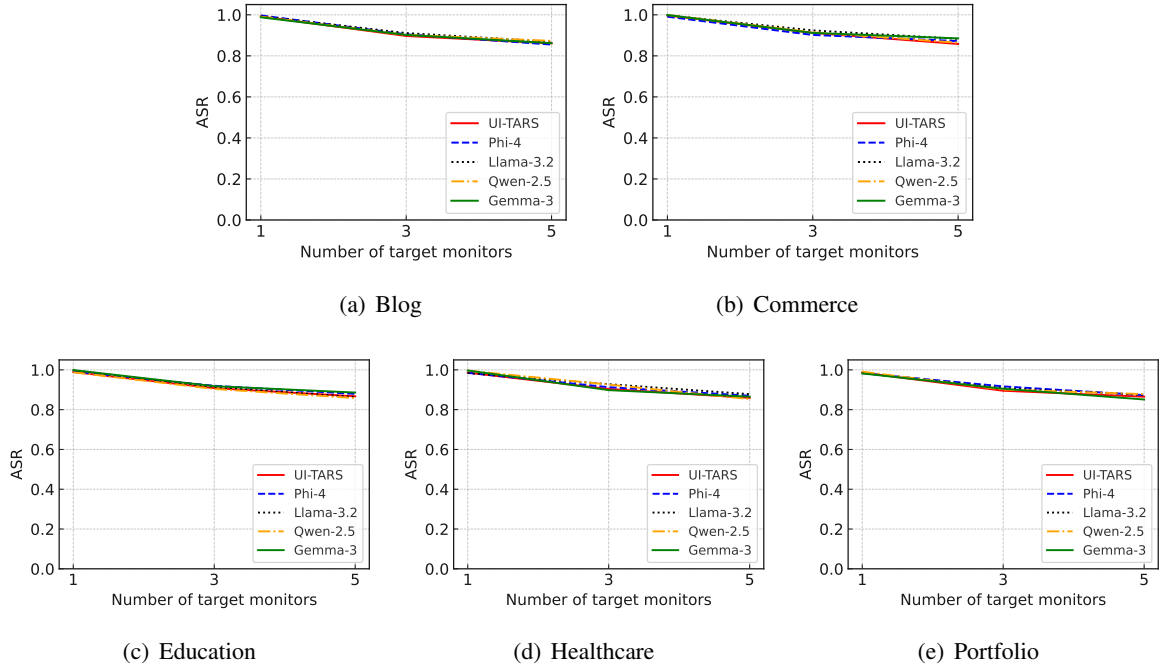 1.0
0.8
0.6
0.4
0.2
0.0
ASR
1 3 5
Number of target monitors
UI-TARS
Phi-4
Llama-3.2
Qwen-2.5
Gemma-3
(a) Blog
1.0
0.8
0.6
0.4
0.2
0.0
ASR
1 3 5
Number of target monitors
UI-TARS
Phi-4
Llama-3.2
Qwen-2.5
Gemma-3
(b) Commerce
1.0
0.8
0.6
0.4
0.2
0.0
ASR
1 3 5
Number of target monitors
UI-TARS
Phi-4
Llama-3.2
Qwen-2.5
Gemma-3
(c) Education
1.0
0.8
0.6
0.4
0.2
0.0
ASR
1 3 5
Number of target monitors
UI-TARS
Phi-4
Llama-3.2
Qwen-2.5
Gemma-3
(d) Healthcare
1.0
0.8
0.6
0.4
0.2
0.0
ASR
1 3 5
Number of target monitors
UI-TARS
Phi-4
Llama-3.2
Qwen-2.5
Gemma-3
(e) Portfolio